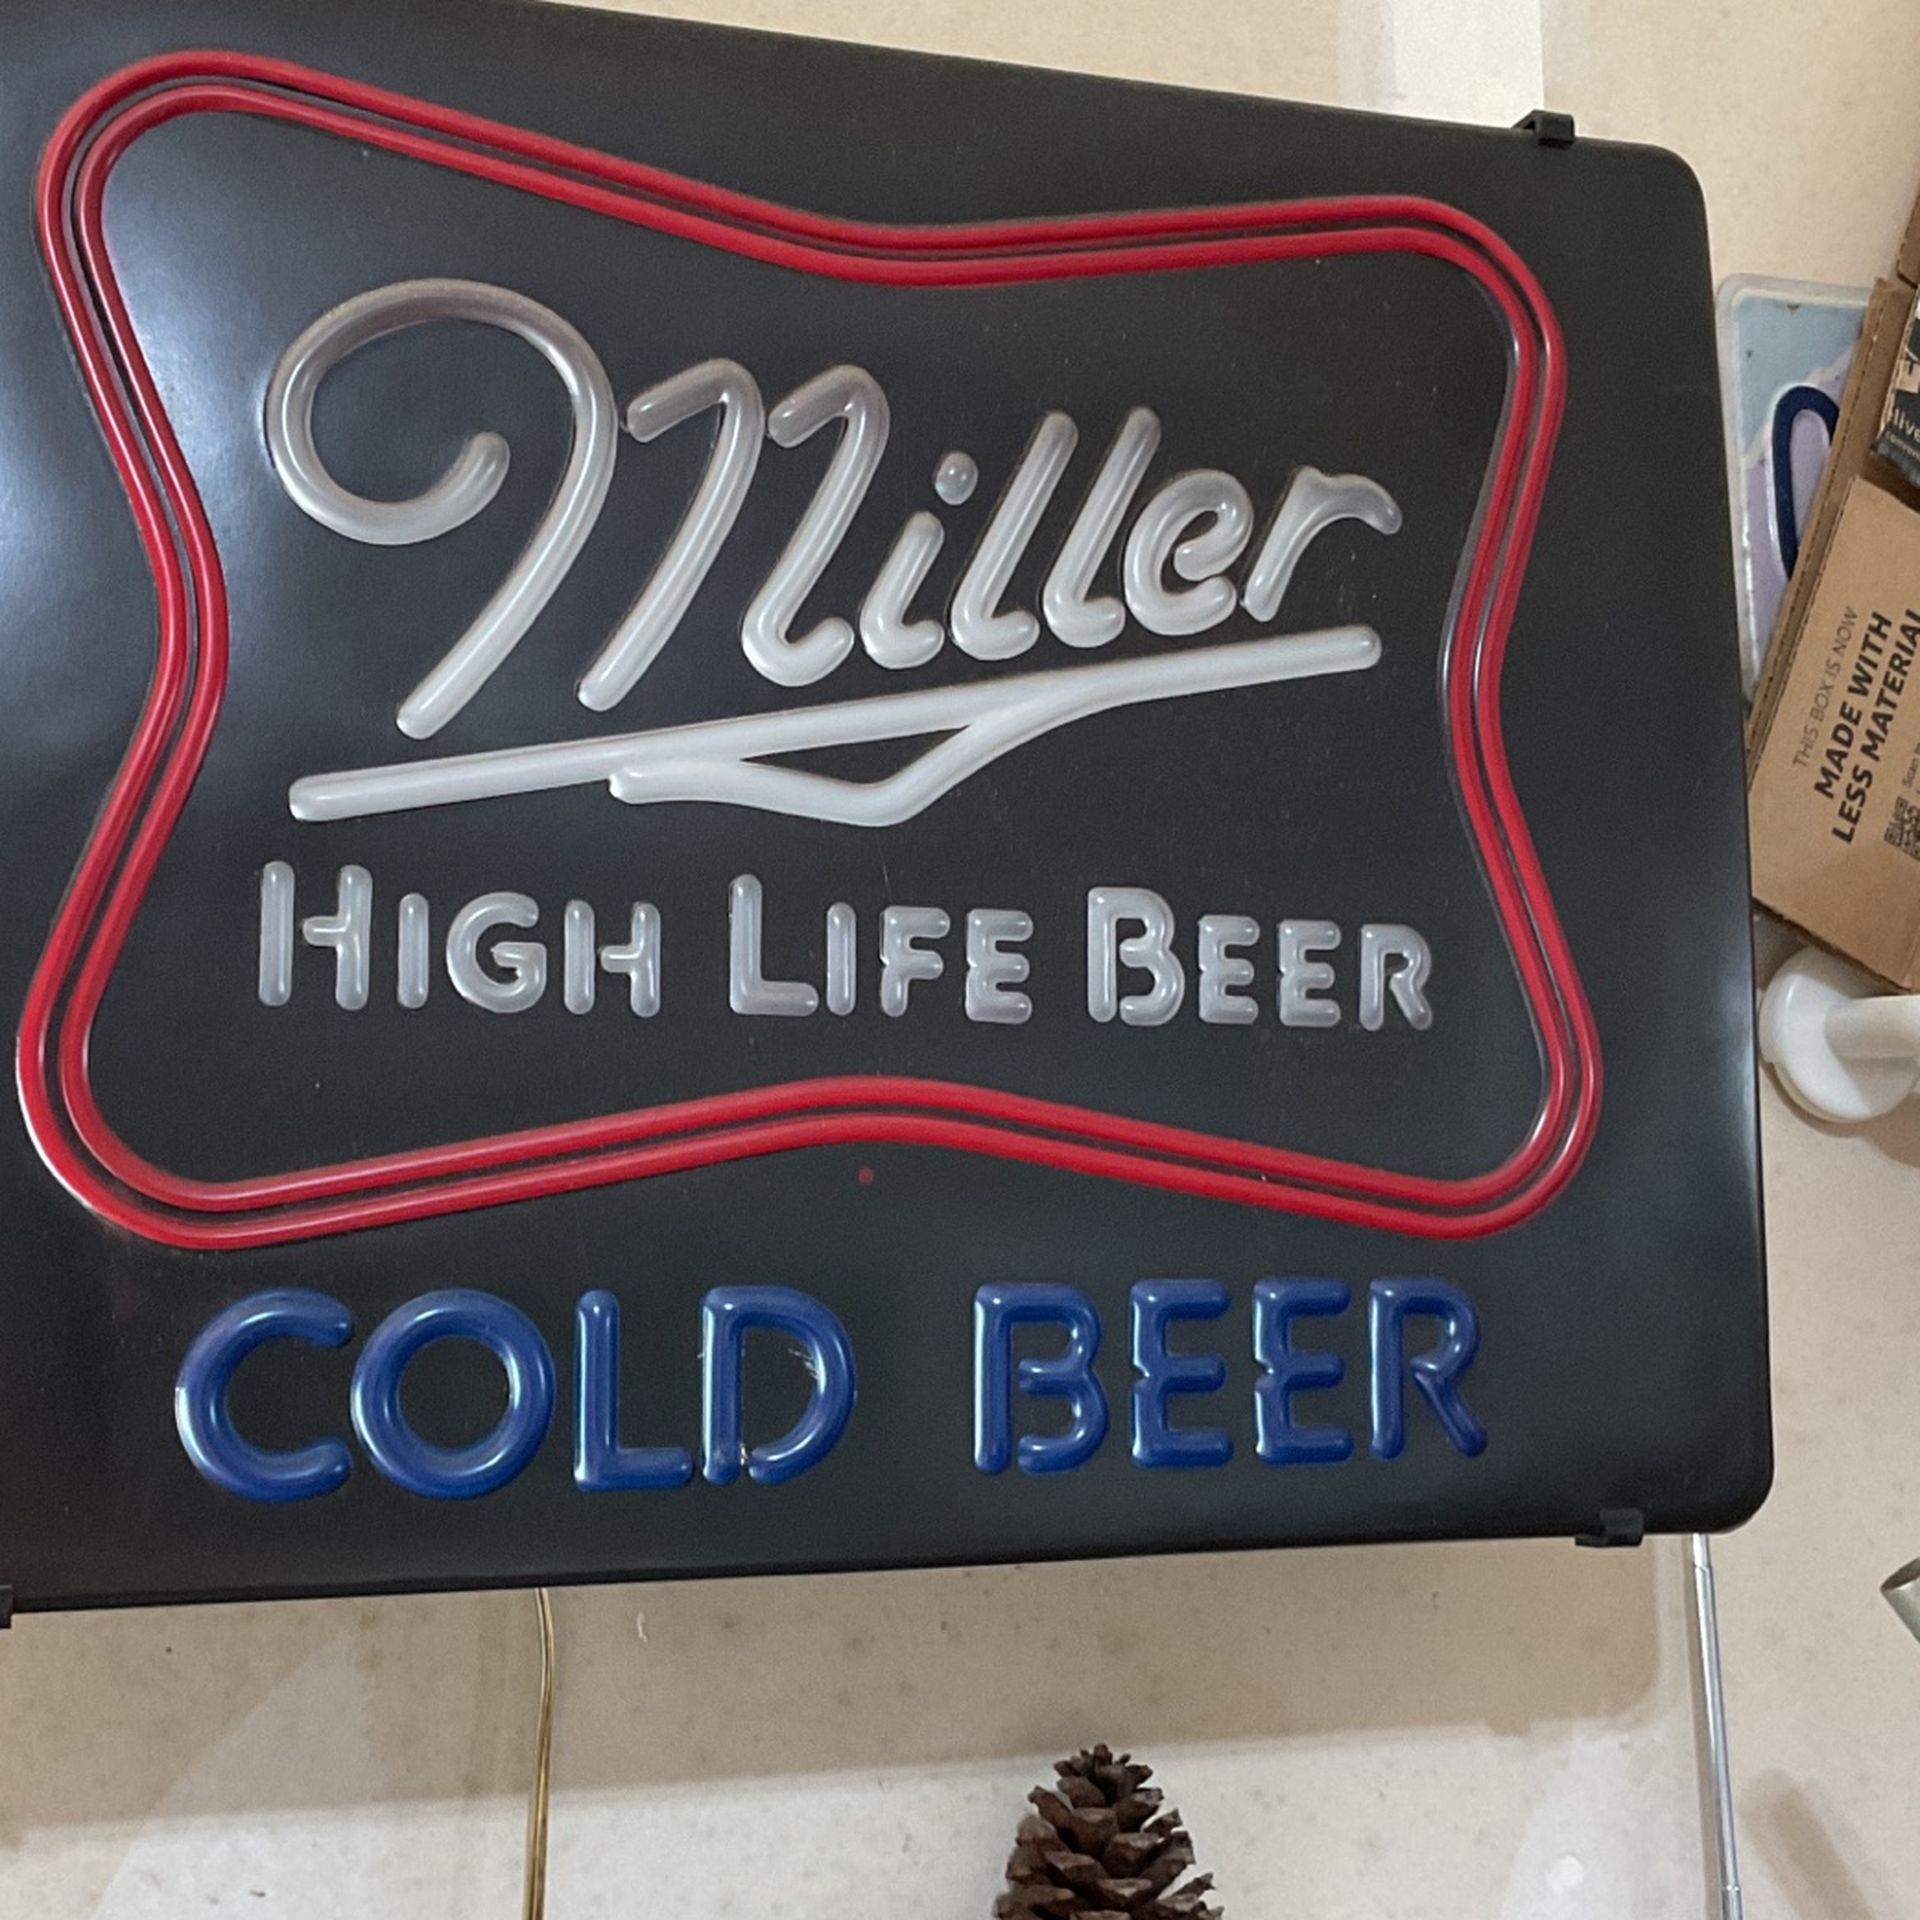 Miller
HIGH LIFE BEER
COLD BEER
THIS BOX IS NOW
MADE WITH
LESS MATERIAL